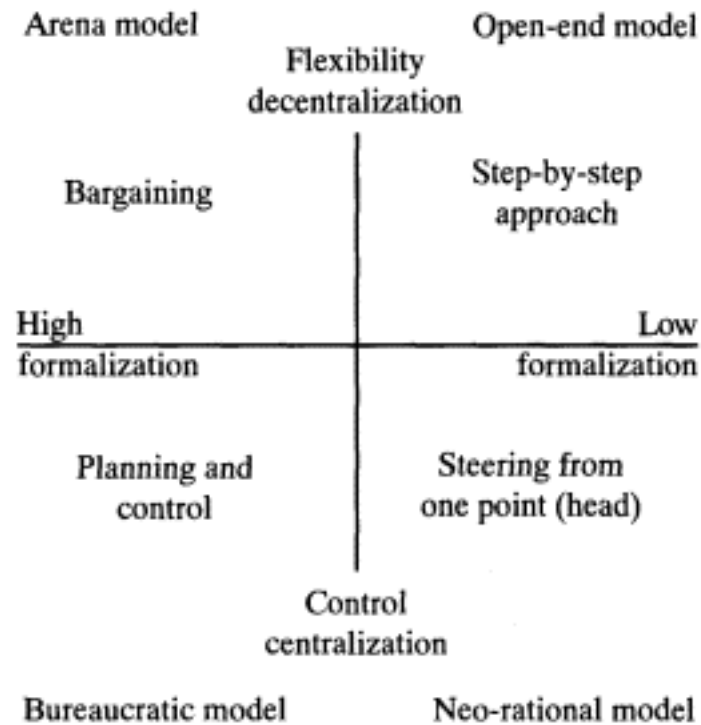 Arena model
Open-end model
Flexibility
decentralization
Bargaining
Step-by-step
approach
High
formalization
Low
formalization
Planning and
control
Steering from
one point (head)
Control
centralization
Bureaucratic model
Neo-rational model